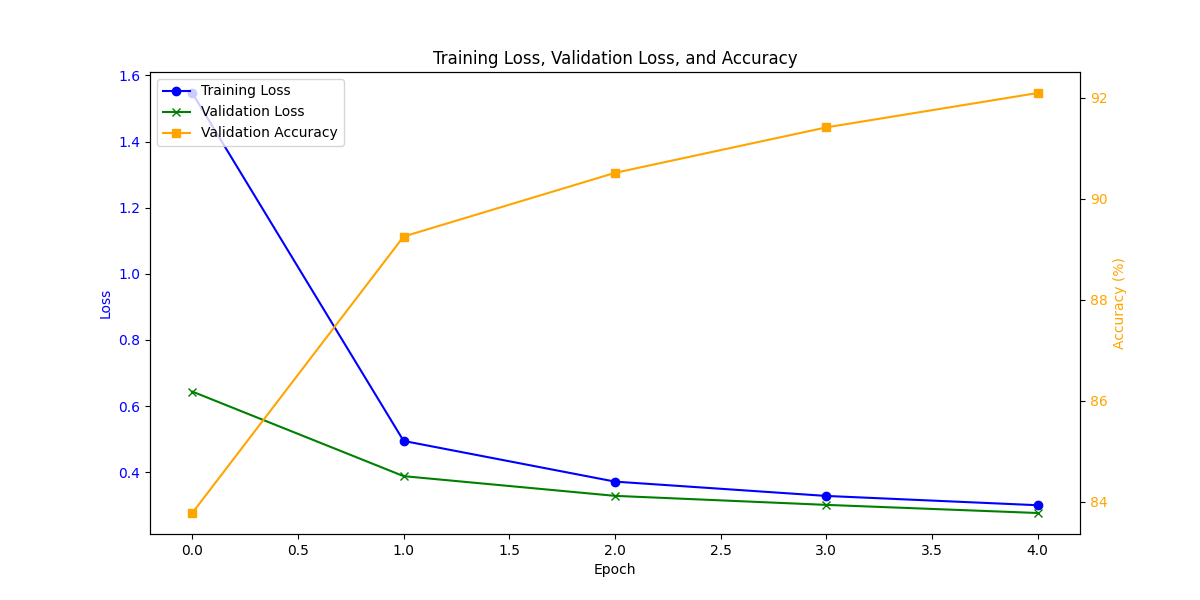 Training Loss, Validation Loss, and Accuracy
Training Loss
Validation Loss
Validation Accuracy
1.6
1.4
1.2
1.0
0.8
0.6
0.4
Loss
92
90
88
86
84
Accuracy (%)
0.0 0.5 1.0 1.5 2.0 2.5 3.0 3.5 4.0
Epoch